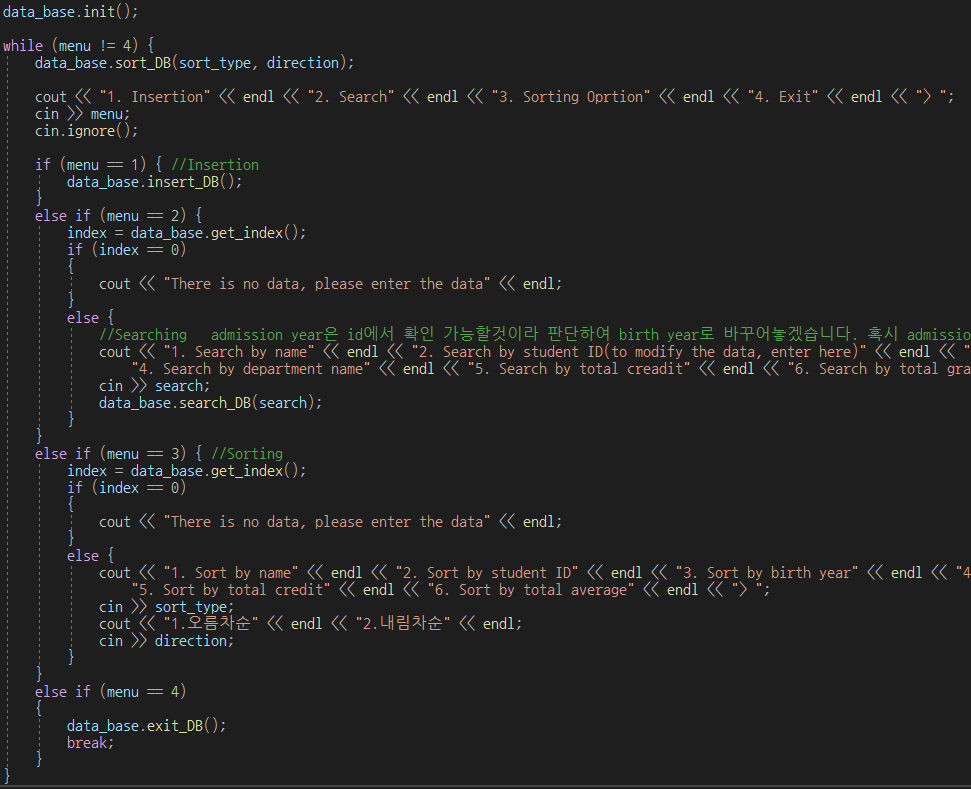 data_base.init();
while (menu != 4) {
data_base.sort_DB(sort_type, direction);
cout << "1. Insertion" << endl << "2. Search" << endl << "3. Sorting Oprtion" << endl << "4. Exit" << endl << "> ";
cin >> menu;
cin.ignore();
if (menu == 1) { //Insertion
data_base.insert_DB();
}
else if (menu == 2) {
index = data_base.get_index();
if (index == 0)
{
cout << "There is no data, please enter the data" << endl;
}
else {
//Searching   admission year은 id에서 확인 가능할것이라 판단하여 birth year로 바꾸어놓겠습니다. 혹시 admission
cout << "1. Search by name" << endl << "2. Search by student ID(to modify the data, enter here)" << endl << "
"4. Search by department name" << endl << "5. Search by total creadit" << endl << "6. Search by total gra
cin >> search;
data_base.search_DB(search);
}
}
else if (menu == 3) { //Sorting
index = data_base.get_index();
if (index == 0)
{
cout << "There is no data, please enter the data" << endl;
}
else {
cout << "1. Sort by name" << endl << "2. Sort by student ID" << endl << "3. Sort by birth year" << endl << "4
"5. Sort by total credit" << endl << "6. Sort by total average" << endl << "> ";
cin >> sort_type;
cout << "1.오름차순" << endl << "2.내림차순" << endl;
cin >> direction;
}
}
else if (menu == 4)
{
data_base.exit_DB();
break;
}
}